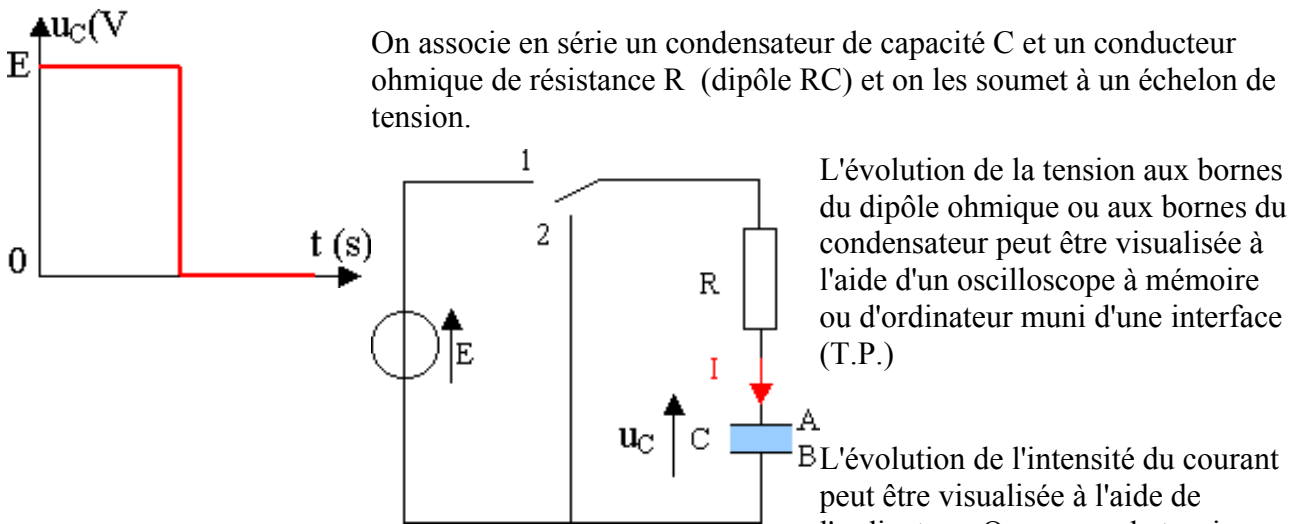 uC(V
E
0
t (s)
On associe en série un condensateur de capacité C et un conducteur
ohmique de résistance R (dipôle RC) et on les soumet à un échelon de
tension.
1
2
E
R
I
uC
C
A
B
L'évolution de la tension aux bornes
du dipôle ohmique ou aux bornes du
condensateur peut être visualisée à
l'aide d'un oscilloscope à mémoire
ou d'ordinateur muni d'une interface
(T.P.)
L'évolution de l'intensité du courant
peut être visualisée à l'aide de